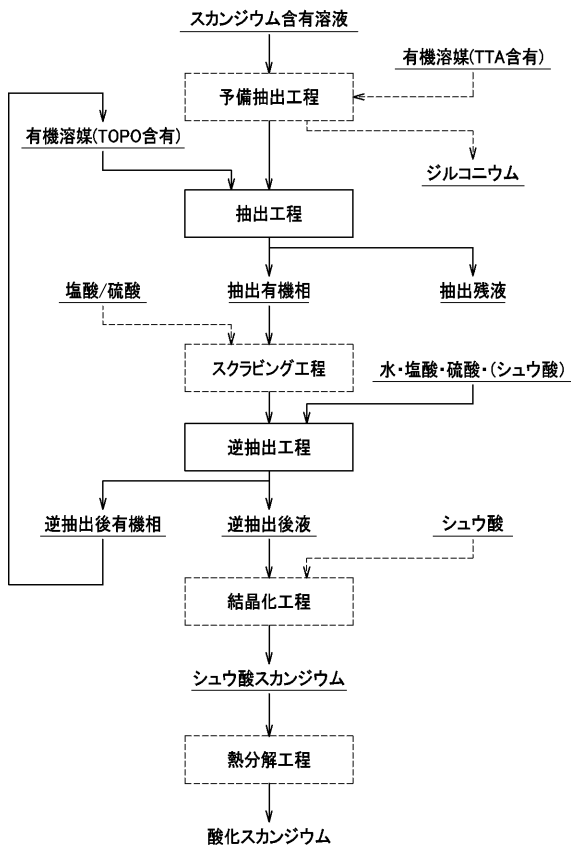 スカンジウム含有溶液
有機溶媒(TTA含有)
予備抽出工程
有機溶媒(TOPO含有)
ジルコニウム
抽出工程
塩酸/硫酸
抽出有機相
抽出残液
スクラビング工程
水・塩酸・硫酸・(シュウ酸)
逆抽出工程
逆抽出後有機相
逆抽出後液
シュウ酸
結晶化工程
シュウ酸スカンジウム
熱分解工程
酸化スカンジウム